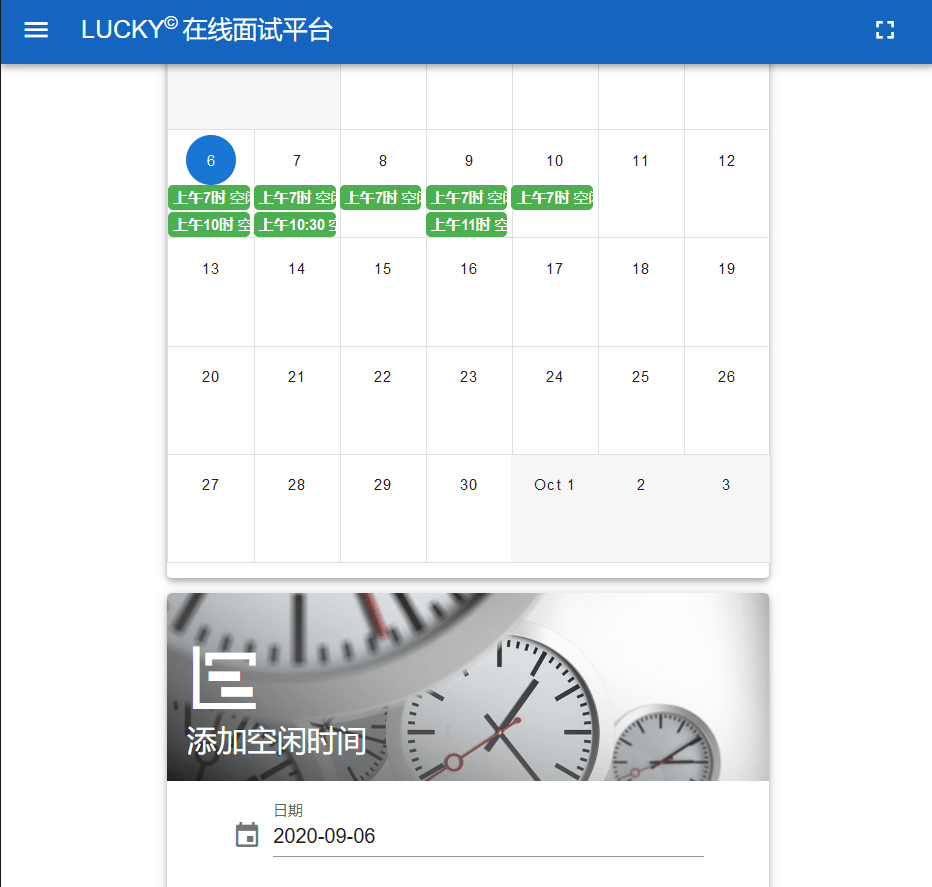 LUCKY© 在线面试平台
6 7 8 9 10 11 12
上午7时 空闲 上午7时 空闲 上午7时 空闲 上午7时 空闲 上午7时 空闲
上午10时 空 上午10:30 空 上午11时 空
13 14 15 16 17 18 19
20 21 22 23 24 25 26
27 28 29 30 Oct 1 2 3
添加空闲时间
日期
2020-09-06